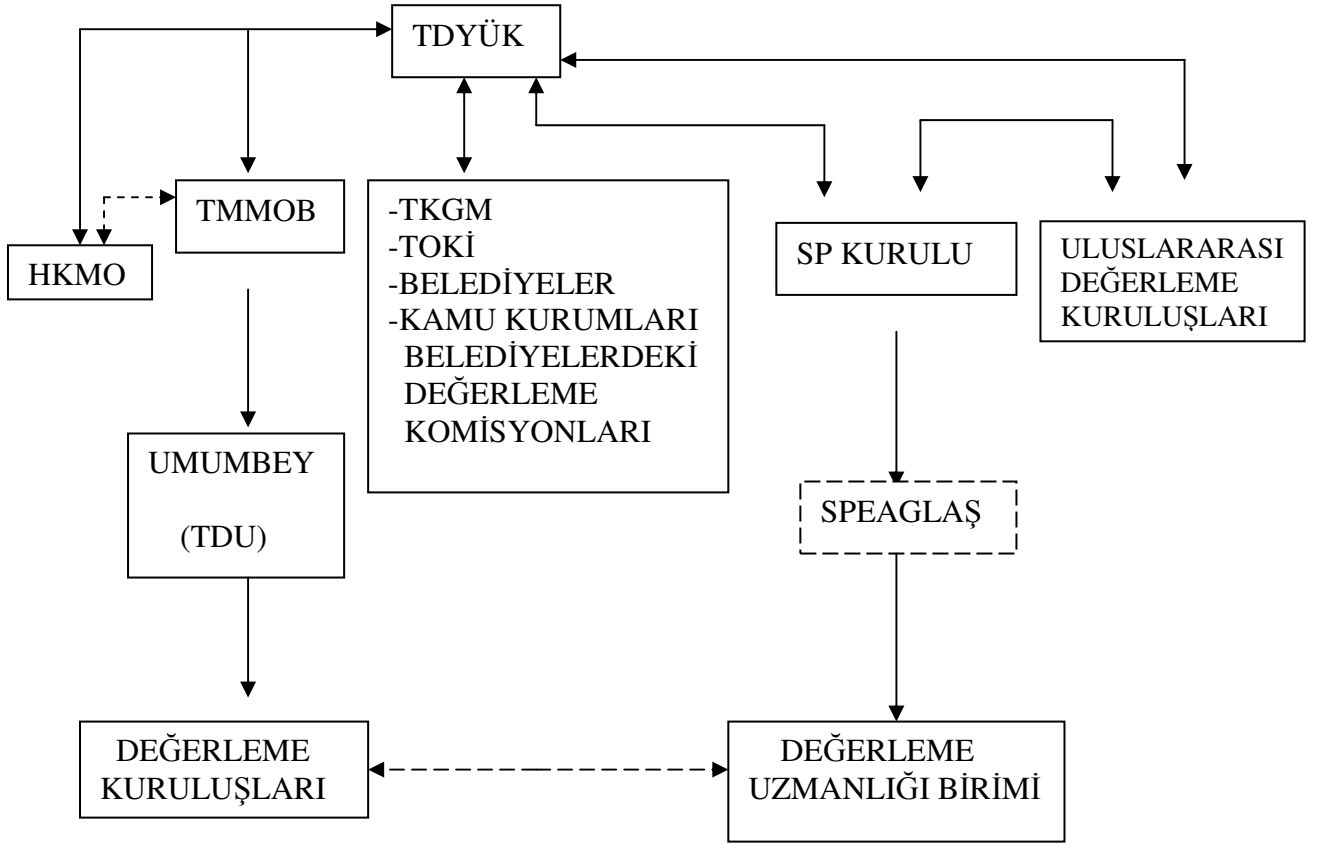 TDYÜK
TMMOB
HKMO
-TKGM
-TOKİ
-BELEDİYELER
-KAMU KURUMLARI
BELEDİYELERDEKİ
DEĞERLEME
KOMİSYONLARI
SP KURULU
ULUSLARARASI
DEĞERLEME
KURULUŞLARI
UMUMBEY
(TDU)
SPEAGLAŞ
DEĞERLEME
KURULUŞLARI
DEĞERLEME
UZMANLIĞI BİRİMİ